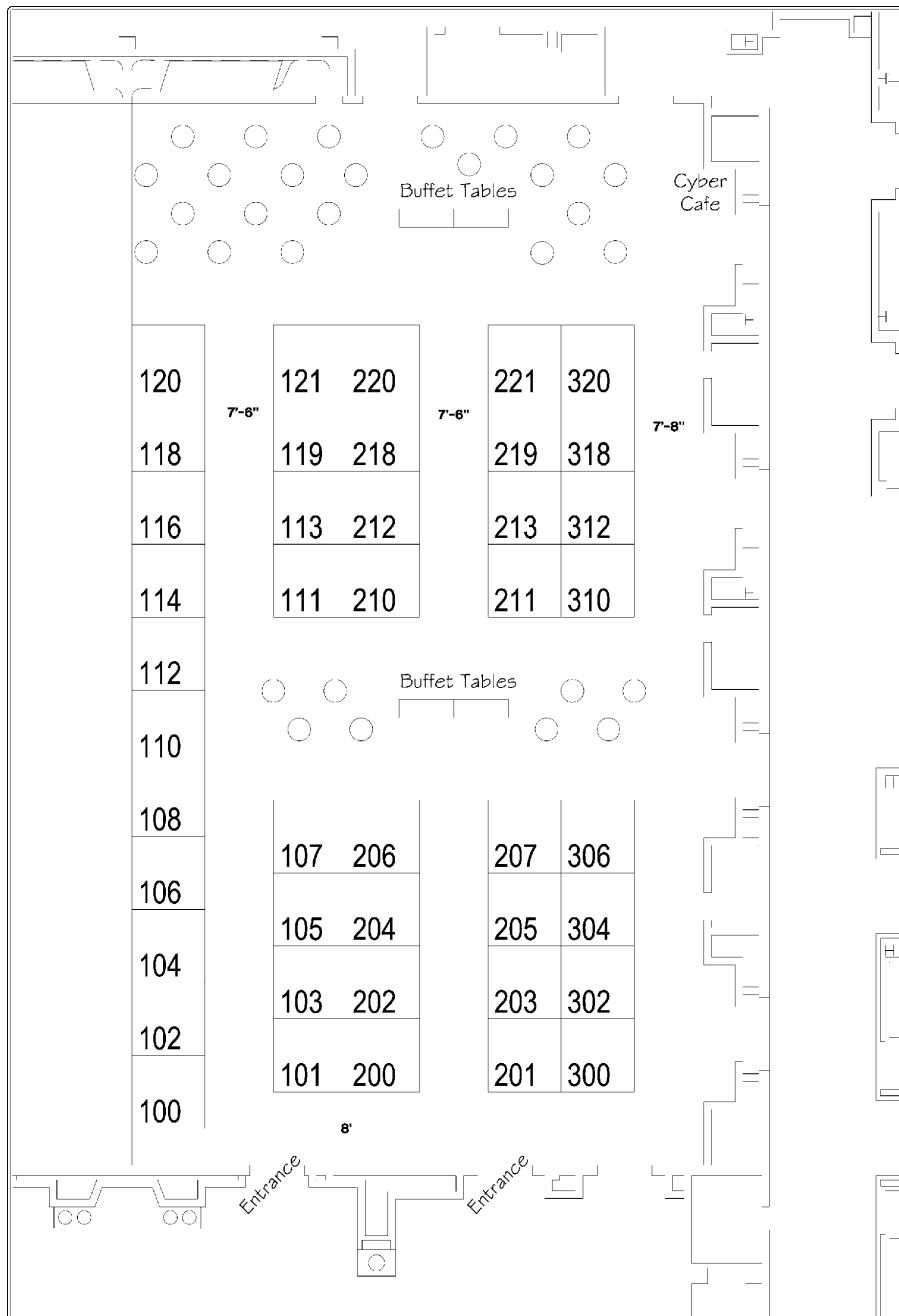 Buffet Tables
Cyber
Cafe
120 121 220 221 320
7'-6" 7'-6" 7'-8"
118 119 218 219 318
116 113 212 213 312
114 111 210 211 310
112
Buffet Tables
110
108
107 206 207 306
106
105 204 205 304
104
103 202 203 302
102
101 200 201 300
100
8'
Entrance Entrance